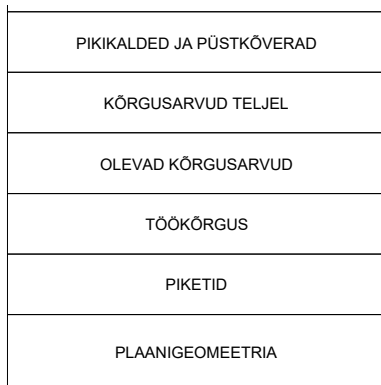 PIKIKALDED JA PÜSTKÕVERAD
KÕRGUSARVUD TELJEL
OLEVAD KÕRGUSARVUD
TÖÖKÕRGUS
PIKETID
PLAANIGEOMEETRIA